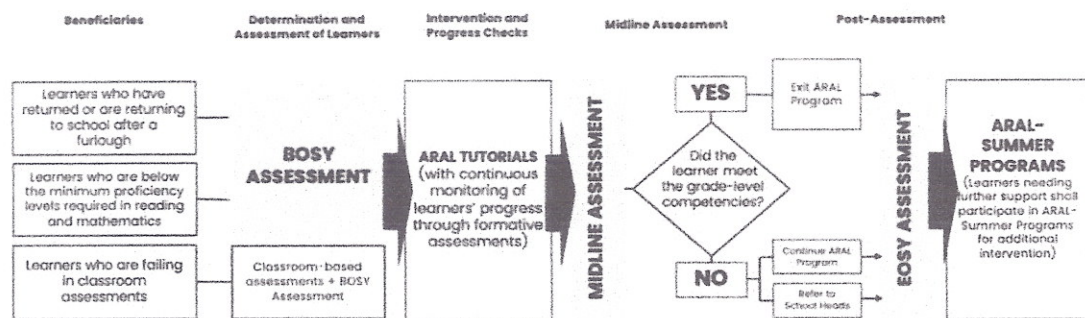 Beneficiaries
Determination and
Assessment of Learners
Intervention and
Progress Checks
Midline Assessment
Post-Assessment
Learners who have
returned or are returning
to school after a
furlough
Learners who are below
the minimum proficiency
levels required in reading
and mathematics
Learners who are failing
in classroom
assessments
BOSY
ASSESSMENT
Classroom-based
assessments + BOSY
Assessment
ARAL TUTORIALS
(with continuous
monitoring of
learners' progress
through formative
assessments)
MIDLINE ASSESSMENT
YES
Did the
learner meet
the grade-level
competencies?
NO
Exit ARAL
Program
Continue ARAL
Program
Refer to
School Heads
EOSY ASSESSMENT
ARAL-
SUMMER
PROGRAMS
(Learners needing
further support shall
participate in ARAL-
Summer Programs
for additional
intervention)